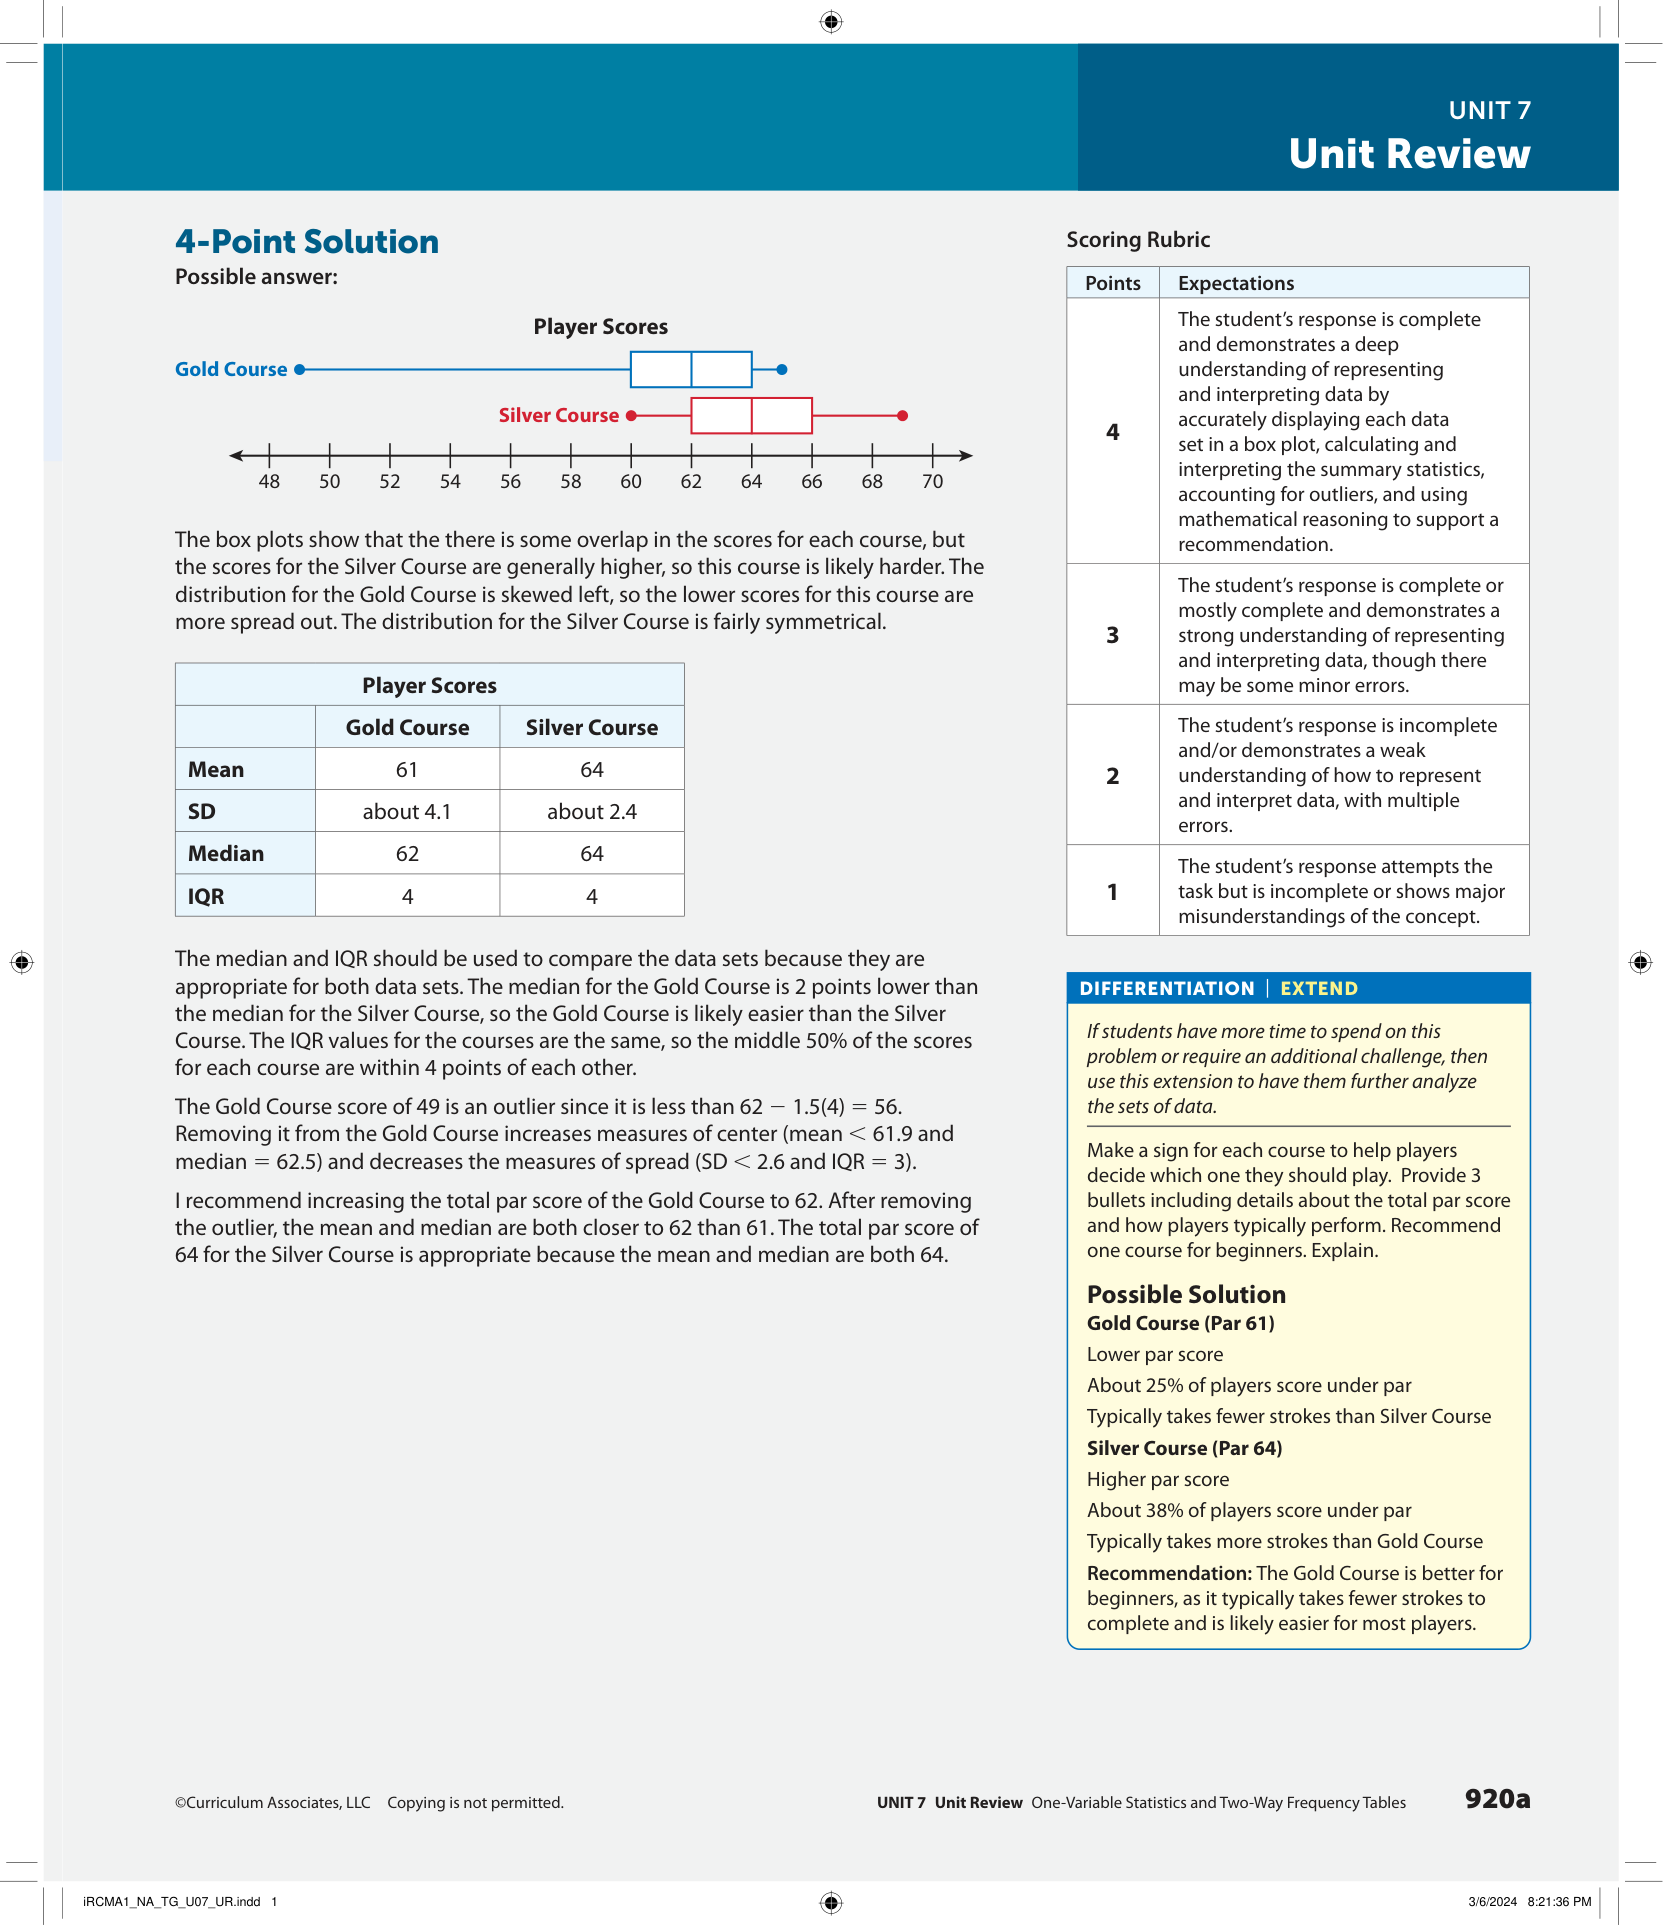 UNIT 7
Unit Review
4-Point Solution
Possible answer:
Player Scores
Gold Course
Silver Course
48 50 52 54 56 58 60 62 64 66 68 70
The box plots show that the there is some overlap in the scores for each course, but
the scores for the Silver Course are generally higher, so this course is likely harder. The
distribution for the Gold Course is skewed left, so the lower scores for this course are
more spread out. The distribution for the Silver Course is fairly symmetrical.
Player Scores
Gold Course Silver Course
Mean 61 64
SD about 4.1 about 2.4
Median 62 64
IQR 4 4
The median and IQR should be used to compare the data sets because they are
appropriate for both data sets. The median for the Gold Course is 2 points lower than
the median for the Silver Course, so the Gold Course is likely easier than the Silver
Course. The IQR values for the courses are the same, so the middle 50% of the scores
for each course are within 4 points of each other.
The Gold Course score of 49 is an outlier since it is less than 62 − 1.5(4) = 56.
Removing it from the Gold Course increases measures of center (mean < 61.9 and
median = 62.5) and decreases the measures of spread (SD < 2.6 and IQR = 3).
I recommend increasing the total par score of the Gold Course to 62. After removing
the outlier, the mean and median are both closer to 62 than 61. The total par score of
64 for the Silver Course is appropriate because the mean and median are both 64.
Scoring Rubric
Points Expectations
4
The student's response is complete
and demonstrates a deep
understanding of representing
and interpreting data by
accurately displaying each data
set in a box plot, calculating and
interpreting the summary statistics,
accounting for outliers, and using
mathematical reasoning to support a
recommendation.
3
The student's response is complete or
mostly complete and demonstrates a
strong understanding of representing
and interpreting data, though there
may be some minor errors.
2
The student's response is incomplete
and/or demonstrates a weak
understanding of how to represent
and interpret data, with multiple
errors.
1
The student's response attempts the
task but is incomplete or shows major
misunderstandings of the concept.
DIFFERENTIATION | EXTEND
If students have more time to spend on this
problem or require an additional challenge, then
use this extension to have them further analyze
the sets of data.
Make a sign for each course to help players
decide which one they should play. Provide 3
bullets including details about the total par score
and how players typically perform. Recommend
one course for beginners. Explain.
Possible Solution
Gold Course (Par 61)
Lower par score
About 25% of players score under par
Typically takes fewer strokes than Silver Course
Silver Course (Par 64)
Higher par score
About 38% of players score under par
Typically takes more strokes than Gold Course
Recommendation: The Gold Course is better for
beginners, as it typically takes fewer strokes to
complete and is likely easier for most players.
©Curriculum Associates, LLC Copying is not permitted.
UNIT 7 Unit Review One-Variable Statistics and Two-Way Frequency Tables 920a
iRCMA1_NA_TG_U07_UR.indd 1
3/6/2024 8:21:36 PM